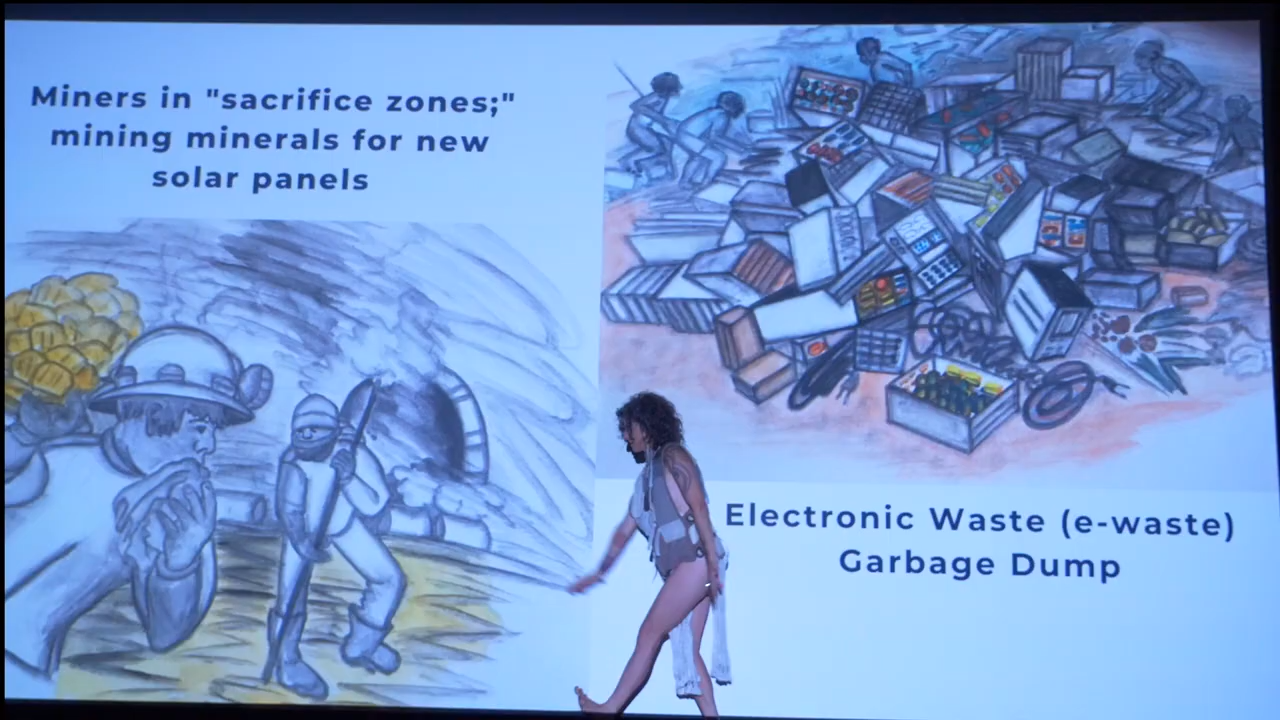 Miners in "sacrifice zones;"
mining minerals for new
solar panels
Electronic Waste (e-waste)
Garbage Dump